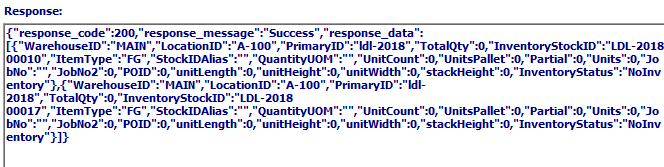 Response:
{"response_code":200,"response_message":"Success","response_data":
[{"WarehouseID":"MAIN","LocationID":"A-100","PrimaryID":"ldl-2018","TotalQty":0,"InventoryStockID":"LDL-2018
00010","ItemType":"FG","StockIDAlias":"","QuantityUOM":"","UnitCount":0,"UnitsPallet":0,"Partial":0,"Units":0,"Jo
bNo":"","JobNo2":0,"POID":0,"unitLength":0,"unitHeight":0,"unitWidth":0,"stackHeight":0,"InventoryStatus":"NoInv
entory"},{"WarehouseID":"MAIN","LocationID":"A-100","PrimaryID":"ldl-
2018","TotalQty":0,"InventoryStockID":"LDL-2018
00017","ItemType":"FG","StockIDAlias":"","QuantityUOM":"","UnitCount":0,"UnitsPallet":0,"Partial":0,"Units":0,"Jo
bNo":"","JobNo2":0,"POID":0,"unitLength":0,"unitHeight":0,"unitWidth":0,"stackHeight":0,"InventoryStatus":"NoInv
entory"}]}